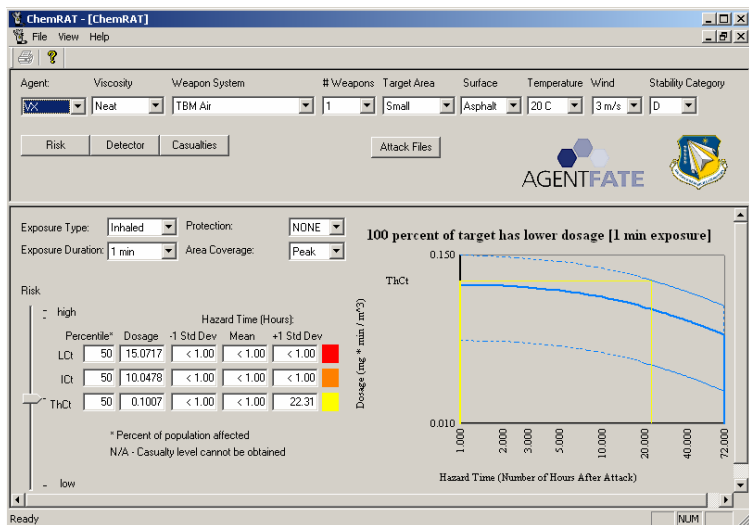 ChemRAT - [ChemRAT]
File View Help
Agent: Viscosity Weapon System # Weapons Target Area Surface Temperature Wind Stability Category
VX Neat TBM Air 1 Small Asphalt 20 C 3 m/s D
Risk Detector Casualties Attack Files
AGENTFATE
Exposure Type: Inhaled Protection: NONE
Exposure Duration: 1 min Area Coverage: Peak
100 percent of target has lower dosage [1 min exposure]
Risk
high
Hazard Time (Hours):
Percentile* Dosage -1 Std Dev Mean +1 Std Dev
LCt 50 15.0717 < 1.00 < 1.00 < 1.00
ICt 50 10.0478 < 1.00 < 1.00 < 1.00
ThCt 50 0.1007 < 1.00 < 1.00 22.31
* Percent of population affected
N/A - Casualty level cannot be obtained
low
0.150
ThCt
Dosage (mg * min / m^3)
0.010
1.000 2.000 3.000 5.000 10.000 20.000 40.000 72.000
Hazard Time (Number of Hours After Attack)
Ready NUM